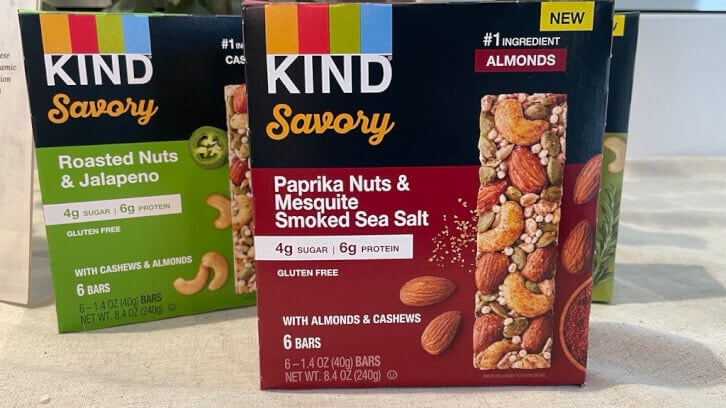 KIND
Savory
#1 IN
CAS
Roasted Nuts
& Jalapeno
4g SUGAR | 6g PROTEIN
GLUTEN FREE
WITH CASHEWS & ALMONDS
6 BARS
6 – 1.4 OZ (40g) BARS
NET WT. 8.4 OZ (240g)
NEW
KIND®
Savory
#1 INGREDIENT
ALMONDS
Paprika Nuts &
Mesquite
Smoked Sea Salt
4g SUGAR | 6g PROTEIN
GLUTEN FREE
WITH ALMONDS & CASHEWS
6 BARS
6 – 1.4 OZ (40g) BARS
NET WT. 8.4 OZ (240g)